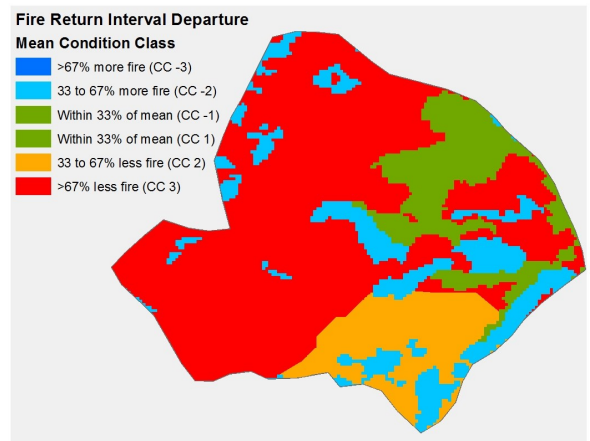 Fire Return Interval Departure
Mean Condition Class
>67% more fire (CC -3)
33 to 67% more fire (CC -2)
Within 33% of mean (CC -1)
Within 33% of mean (CC 1)
33 to 67% less fire (CC 2)
>67% less fire (CC 3)